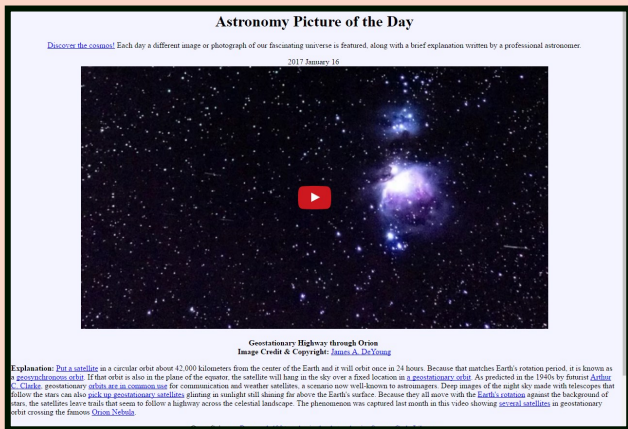 Astronomy Picture of the Day
Discover the cosmos! Each day a different image or photograph of our fascinating universe is featured, along with a brief explanation written by a professional astronomer.
2017 January 16
Geostationary Highway through Orion
Image Credit & Copyright: James A. DeYoung
Explanation: Put a satellite in a circular orbit about 42,000 kilometers from the center of the Earth and it will orbit once in 24 hours. Because that matches Earth's rotation period, it is known as
a geosynchronous orbit. If that orbit is also in the plane of the equator, the satellite will hang in the sky over a fixed location in a geostationary orbit. As predicted in the 1940s by futurist Arthur
C. Clarke, geostationary orbits are in common use for communication and weather satellites, a scenario now well-known to astroimagers. Deep images of the night sky made with telescopes that
follow the stars can also pick up geostationary satellites glinting in sunlight still shining far above the Earth's surface. Because they all move with the Earth's rotation against the background of
stars, the satellites leave trails that seem to follow a highway across the celestial landscape. The phenomenon was captured last month in this video showing several satellites in geostationary
orbit crossing the famous Orion Nebula.